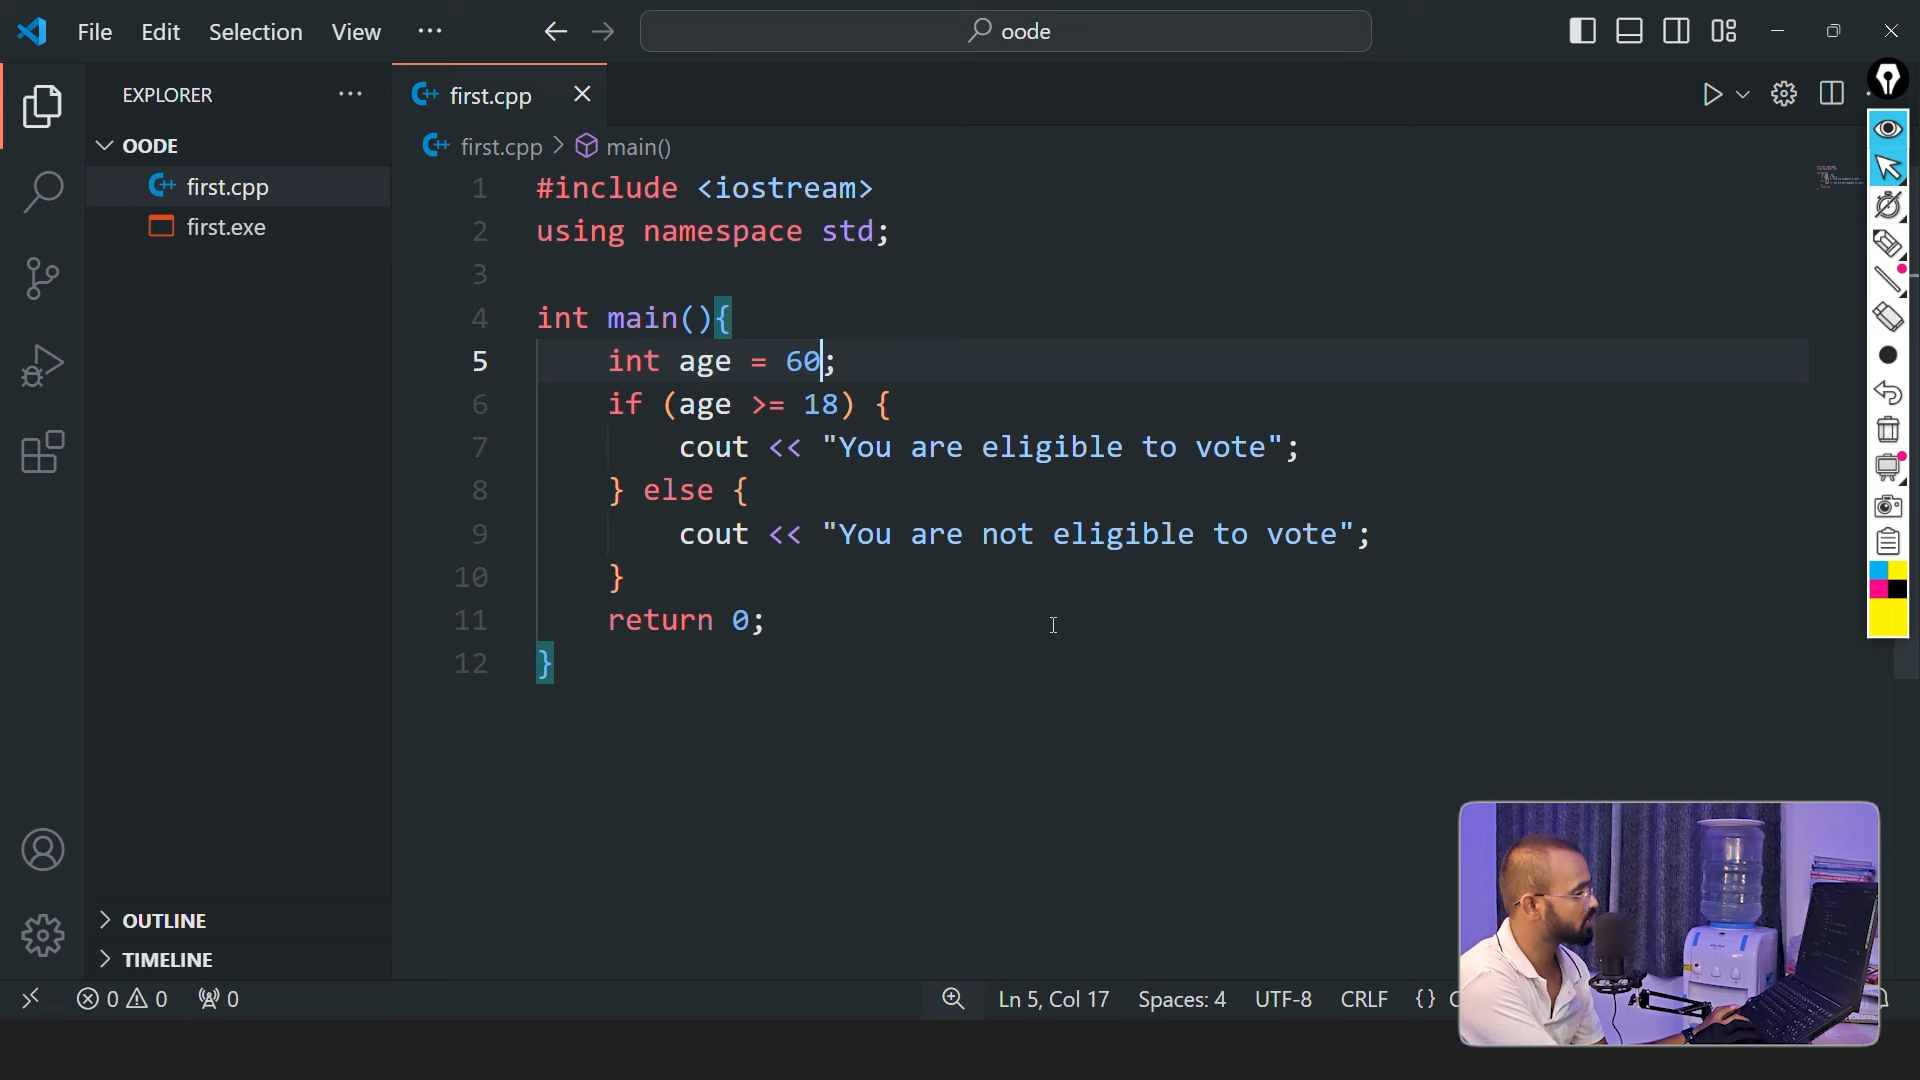 File Edit Selection View ··· oode
EXPLORER ···
OODE
first.cpp
first.exe
OUTLINE
TIMELINE
first.cpp
first.cpp > main()
1 #include <iostream>
2 using namespace std;
3
4 int main(){
5     int age = 60;
6     if (age >= 18) {
7         cout << "You are eligible to vote";
8     } else {
9         cout << "You are not eligible to vote";
10     }
11     return 0;
12 }
0 0 0 Ln 5, Col 17 Spaces: 4 UTF-8 CRLF {}